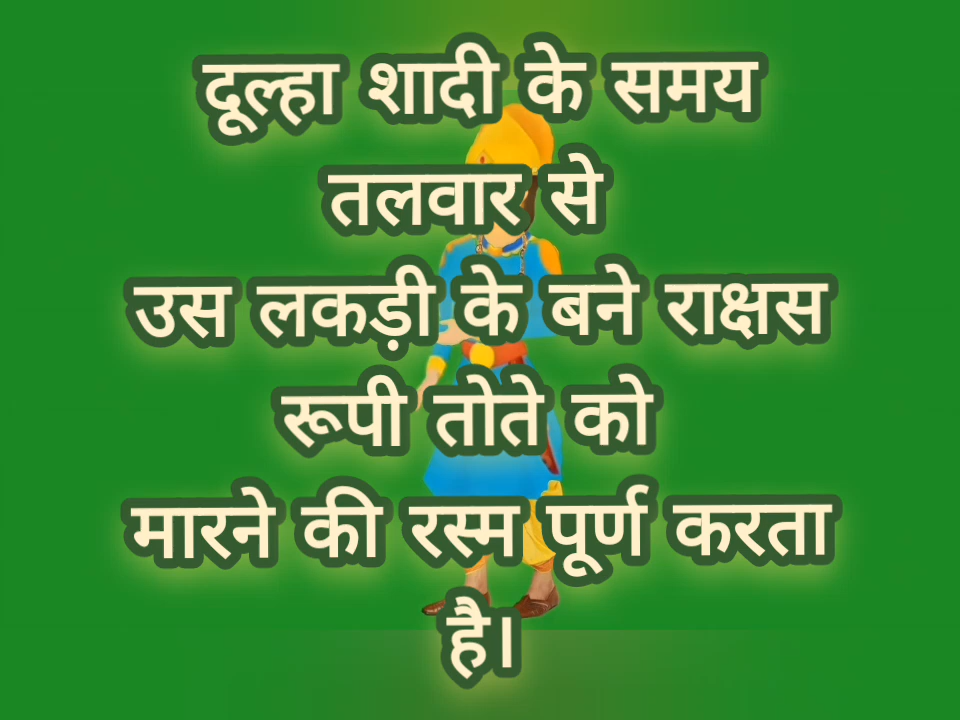 दूल्हा शादी के समय
तलवार से
उस लकड़ी के बने राक्षस
रूपी तोते को
मारने की रस्म पूर्ण करता
है।